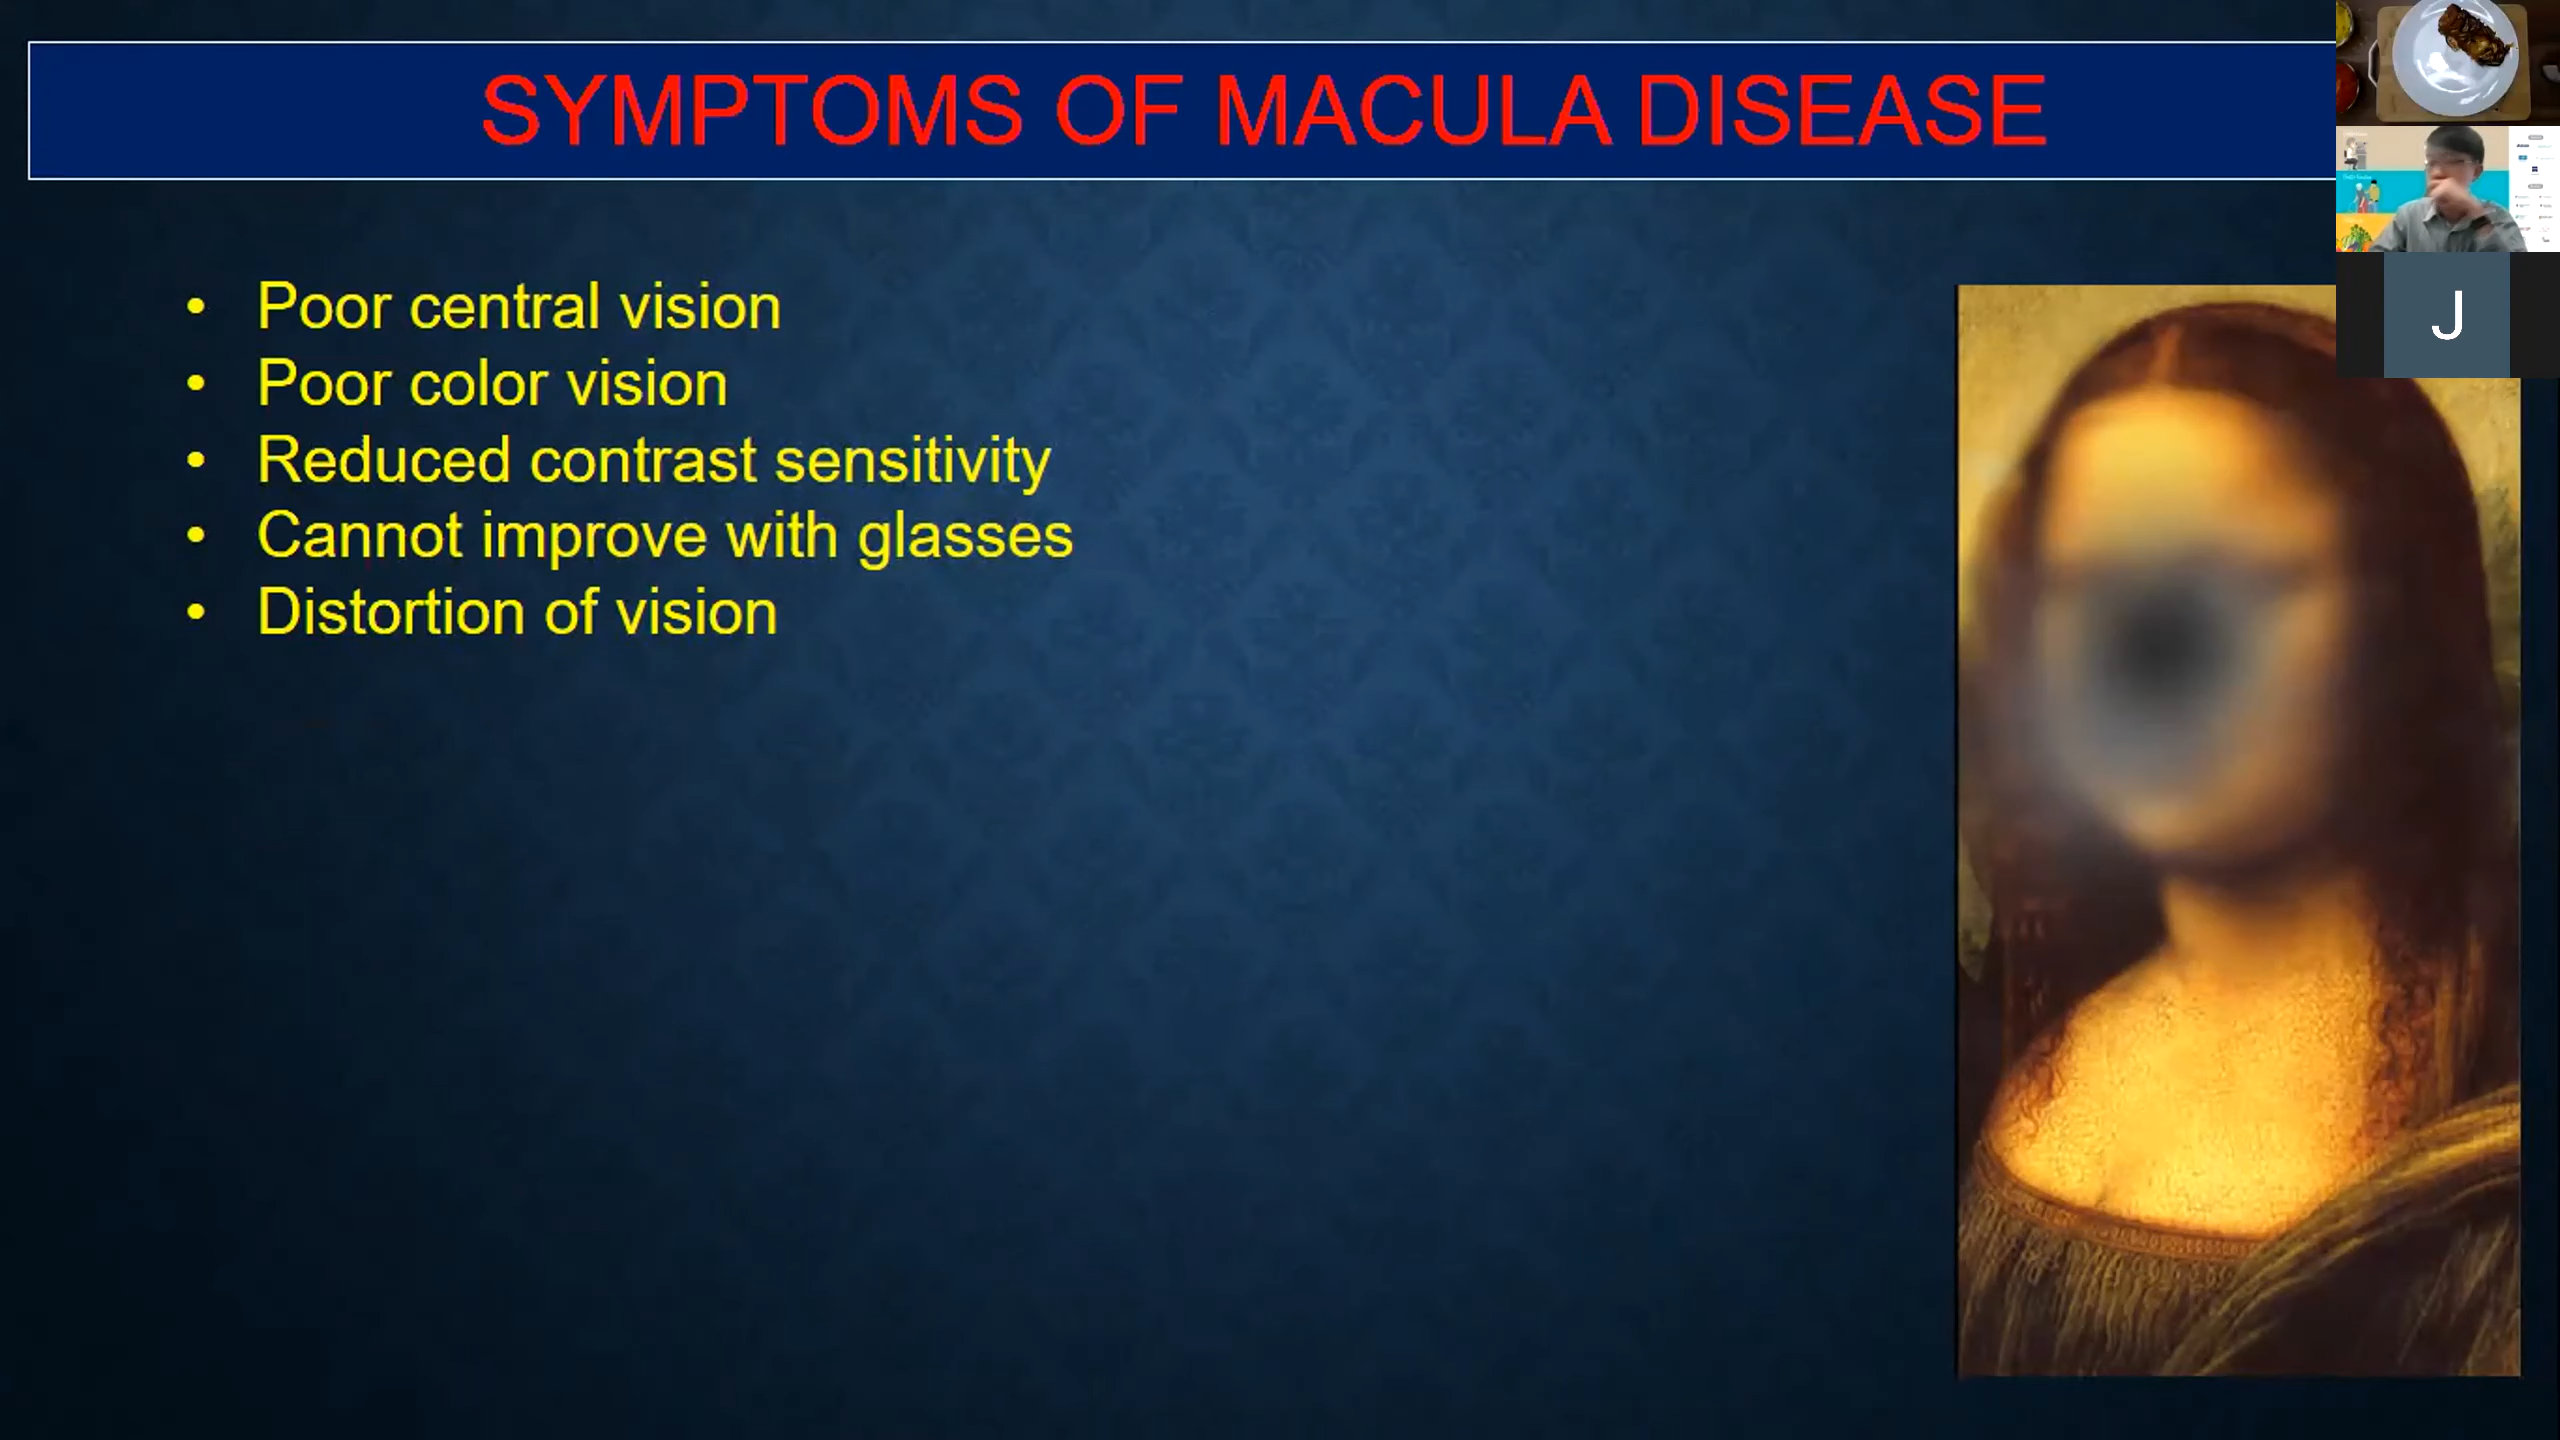 SYMPTOMS OF MACULA DISEASE
• Poor central vision
• Poor color vision
• Reduced contrast sensitivity
• Cannot improve with glasses
• Distortion of vision
J